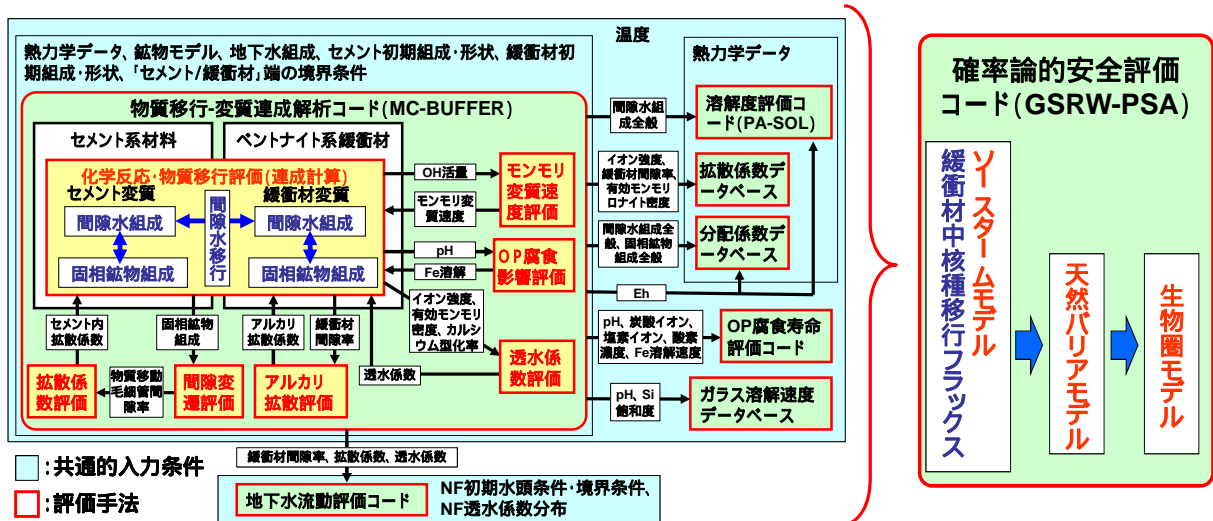 温度
熱力学データ、鉱物モデル、地下水組成、セメント初期組成・形状、緩衝材初
期組成・形状、「セメント/緩衝材」端の境界条件
物質移行-変質連成解析コード(MC-BUFFER)
セメント系材料
ベントナイト系緩衝材
化学反応・物質移行評価(連成計算)
セメント変質
緩衝材変質
間隙水組成
間隙水移行
間隙水組成
固相鉱物組成
固相鉱物組成
OH活量
モンモリ変
質速度
モンモリ
変質速
度評価
pH
Fe溶解
OP腐食
影響評価
イオン強度、
有効モンモリ
密度、カルシ
ウム型化率
透水係
数評価
透水係数
セメント内
拡散係数
固相鉱物
組成
アルカリ
拡散係数
緩衝材
間隙率
拡散係
数評価
物質移動
毛細管間
隙率
間隙変
遷評価
アルカリ
拡散評価
熱力学データ
間隙水組
成全般
溶解度評価コ
ード(PA-SOL)
イオン強度、
緩衝材間隙率、
有効モンモリ
ロナイト密度
拡散係数デ
ータベース
間隙水組成全
般、固相鉱物
組成全般
分配係数デ
ータベース
Eh
pH、炭酸イオン、
塩素イオン、酸素
濃度、Fe溶解速度
OP腐食寿命
評価コード
pH、Si
飽和度
ガラス溶解速度
データベース
緩衝材間隙率、拡散係数、透水係数
地下水流動評価コード
NF初期水頭条件・境界条件、
NF透水係数分布
:共通的入力条件
:評価手法
確率論的安全評価
コード(GSRW-PSA)
ソースタームモデル
緩衝材中核種移行フラックス
天然バリアモデル
生物圏モデル